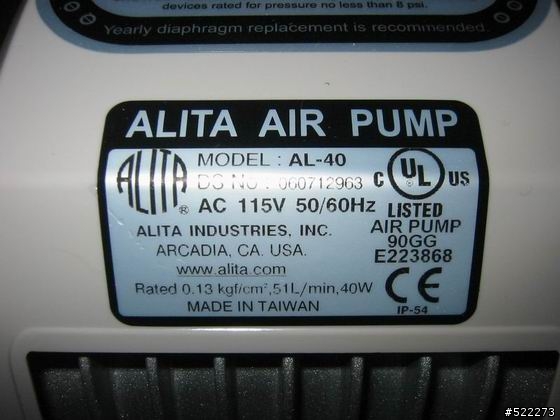 devices rated for pressure no less than 8 psi.
Yearly diaphragm replacement is recommended.
ALITA AIR PUMP
ALITA ®
MODEL : AL-40
DS No : 060712963
AC 115V 50/60Hz
ALITA INDUSTRIES, INC.
ARCADIA, CA. USA.
www.alita.com
Rated 0.13 kgf/cm², 51L/min, 40W
MADE IN TAIWAN
C UL US
LISTED
AIR PUMP
90GG
E223868
CE
IP-54
#522273